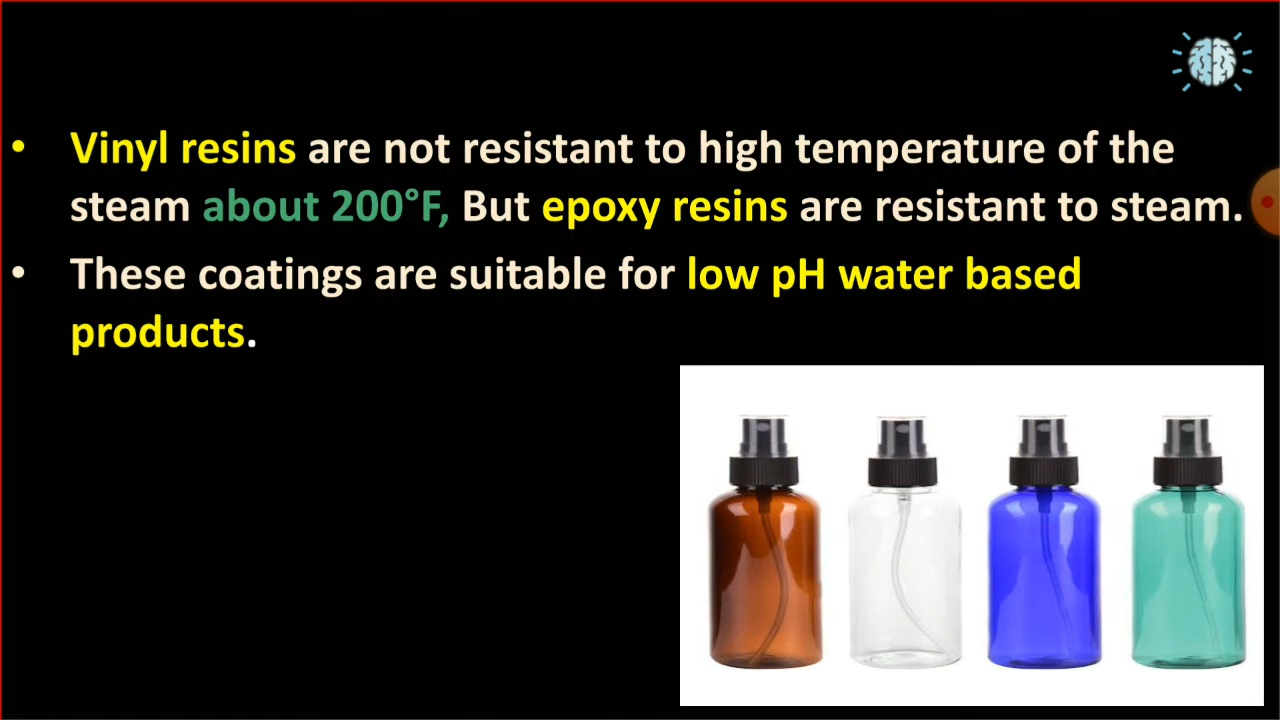 • Vinyl resins are not resistant to high temperature of the
steam about 200°F, But epoxy resins are resistant to steam.
• These coatings are suitable for low pH water based
products.